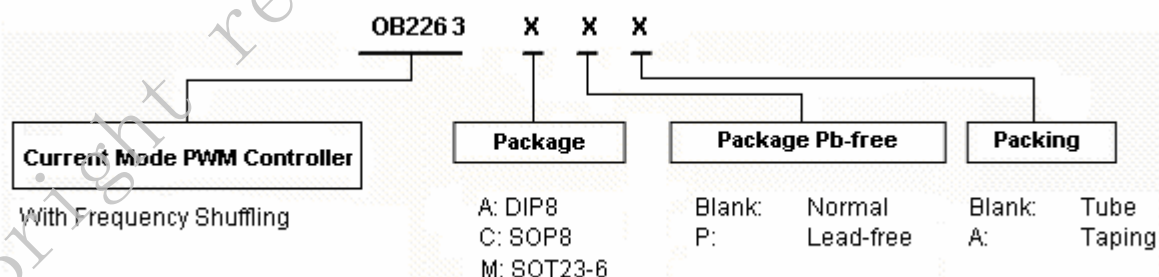 OB2263 X X X
Current Mode PWM Controller
With Frequency Shuffling
Package
A: DIP8
C: SOP8
M: SOT23-6
Package Pb-free
Blank: Normal
P: Lead-free
Packing
Blank: Tube
A: Taping